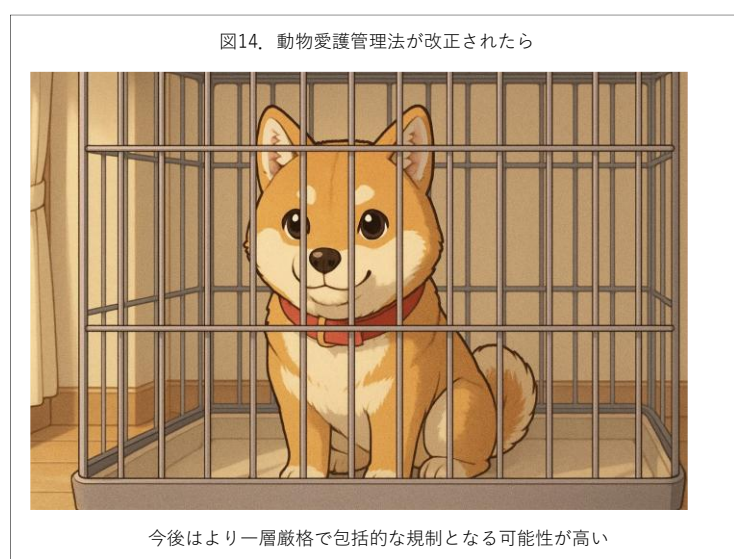 図14．動物愛護管理法が改正されたら
今後はより一層厳格で包括的な規制となる可能性が高い